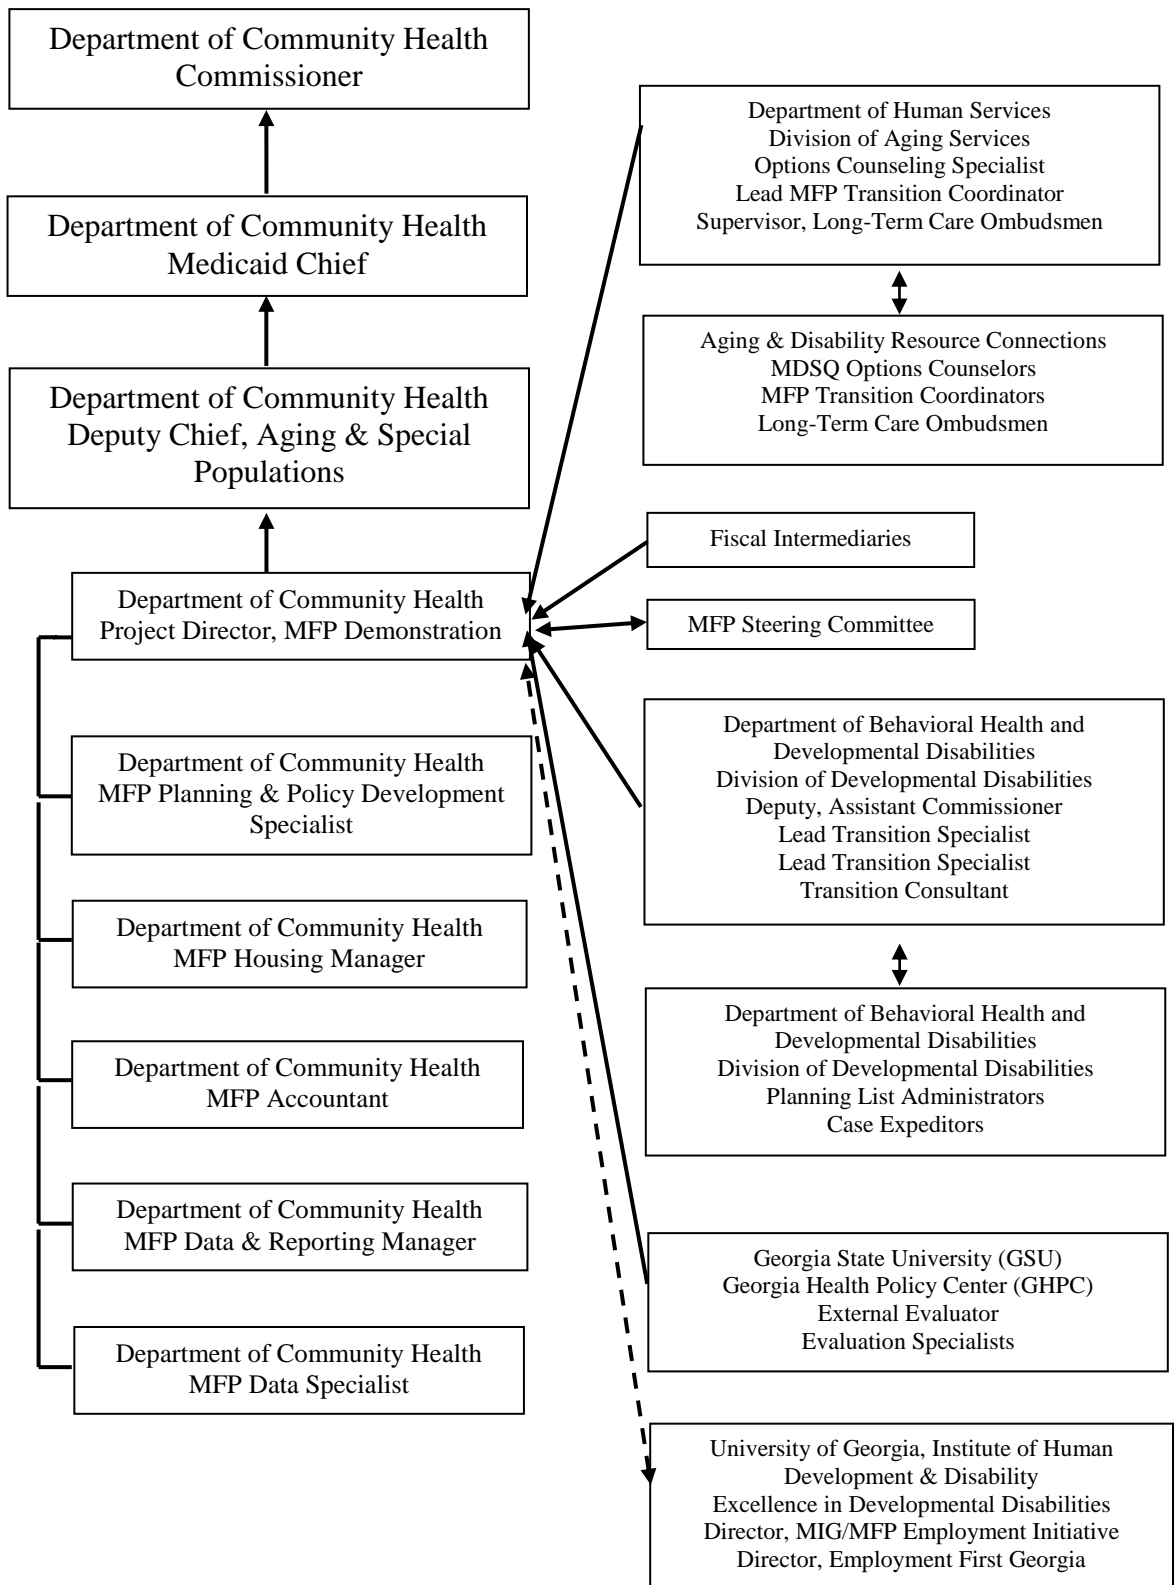 Department of Community Health
Commissioner
Department of Community Health
Medicaid Chief
Department of Community Health
Deputy Chief, Aging & Special
Populations
Department of Community Health
Project Director, MFP Demonstration
Department of Community Health
MFP Planning & Policy Development
Specialist
Department of Community Health
MFP Housing Manager
Department of Community Health
MFP Accountant
Department of Community Health
MFP Data & Reporting Manager
Department of Community Health
MFP Data Specialist
Department of Human Services
Division of Aging Services
Options Counseling Specialist
Lead MFP Transition Coordinator
Supervisor, Long-Term Care Ombudsmen
Aging & Disability Resource Connections
MDSQ Options Counselors
MFP Transition Coordinators
Long-Term Care Ombudsmen
Fiscal Intermediaries
MFP Steering Committee
Department of Behavioral Health and
Developmental Disabilities
Division of Developmental Disabilities
Deputy, Assistant Commissioner
Lead Transition Specialist
Lead Transition Specialist
Transition Consultant
Department of Behavioral Health and
Developmental Disabilities
Division of Developmental Disabilities
Planning List Administrators
Case Expeditors
Georgia State University (GSU)
Georgia Health Policy Center (GHPC)
External Evaluator
Evaluation Specialists
University of Georgia, Institute of Human
Development & Disability
Excellence in Developmental Disabilities
Director, MIG/MFP Employment Initiative
Director, Employment First Georgia